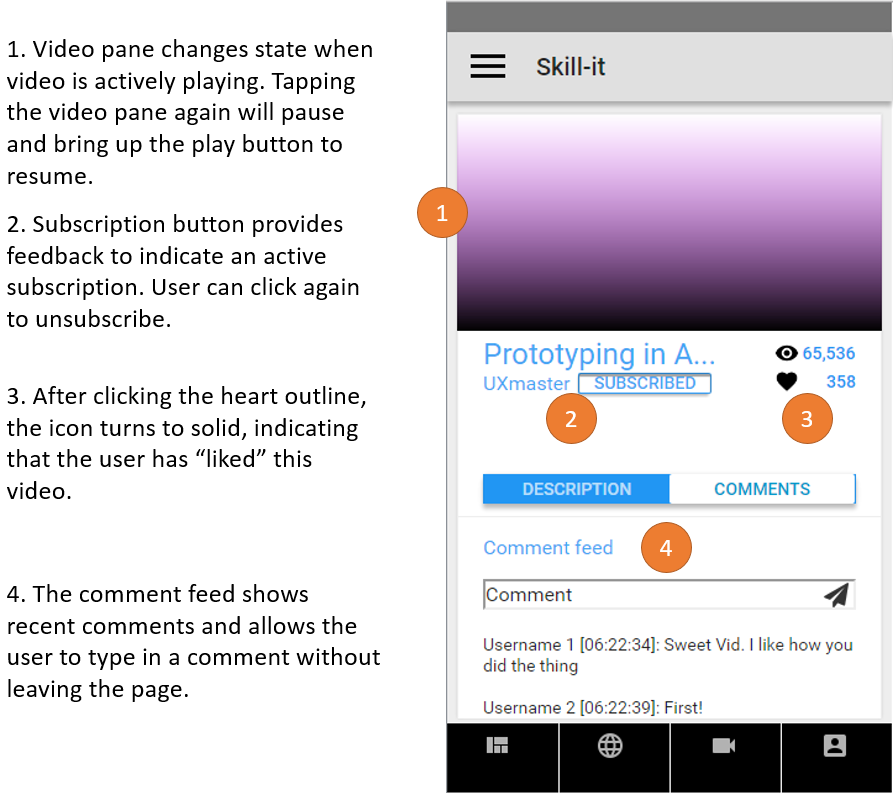 1. Video pane changes state when
video is actively playing. Tapping
the video pane again will pause
and bring up the play button to
resume.
2. Subscription button provides
feedback to indicate an active
subscription. User can click again
to unsubscribe.
3. After clicking the heart outline,
the icon turns to solid, indicating
that the user has “liked” this
video.
4. The comment feed shows
recent comments and allows the
user to type in a comment without
leaving the page.
Skill-it
1
Prototyping in A...
65,536
UXmaster
SUBSCRIBED
358
2
3
DESCRIPTION
COMMENTS
Comment feed
4
Comment
Username 1 [06:22:34]: Sweet Vid. I like how you
did the thing
Username 2 [06:22:39]: First!